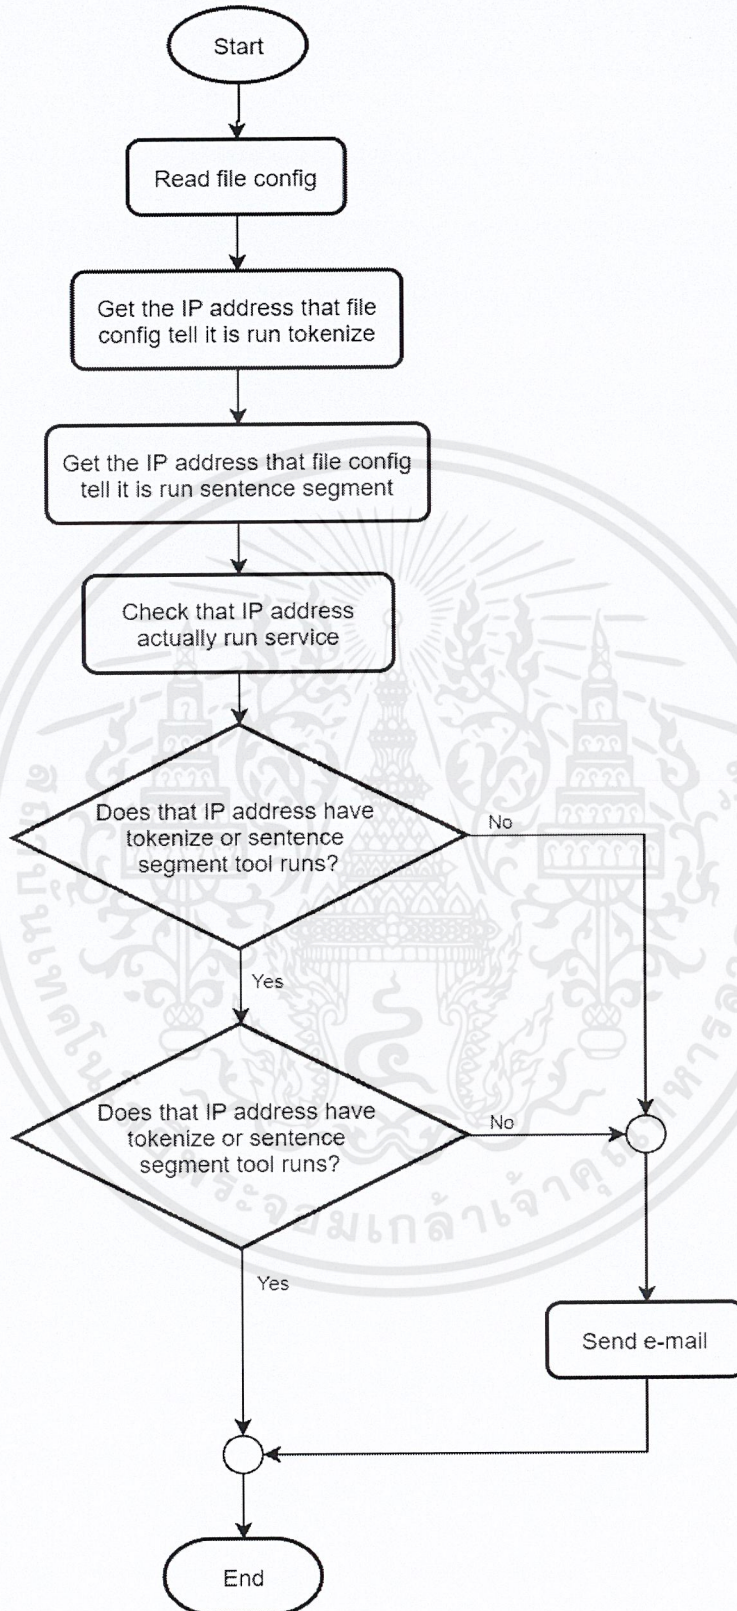 Start
Read file config
Get the IP address that file
config tell it is run tokenize
Get the IP address that file config
tell it is run sentence segment
Check that IP address
actually run service
Does that IP address have
tokenize or sentence
segment tool runs?
No
Yes
Does that IP address have
tokenize or sentence
segment tool runs?
No
Yes
Send e-mail
End